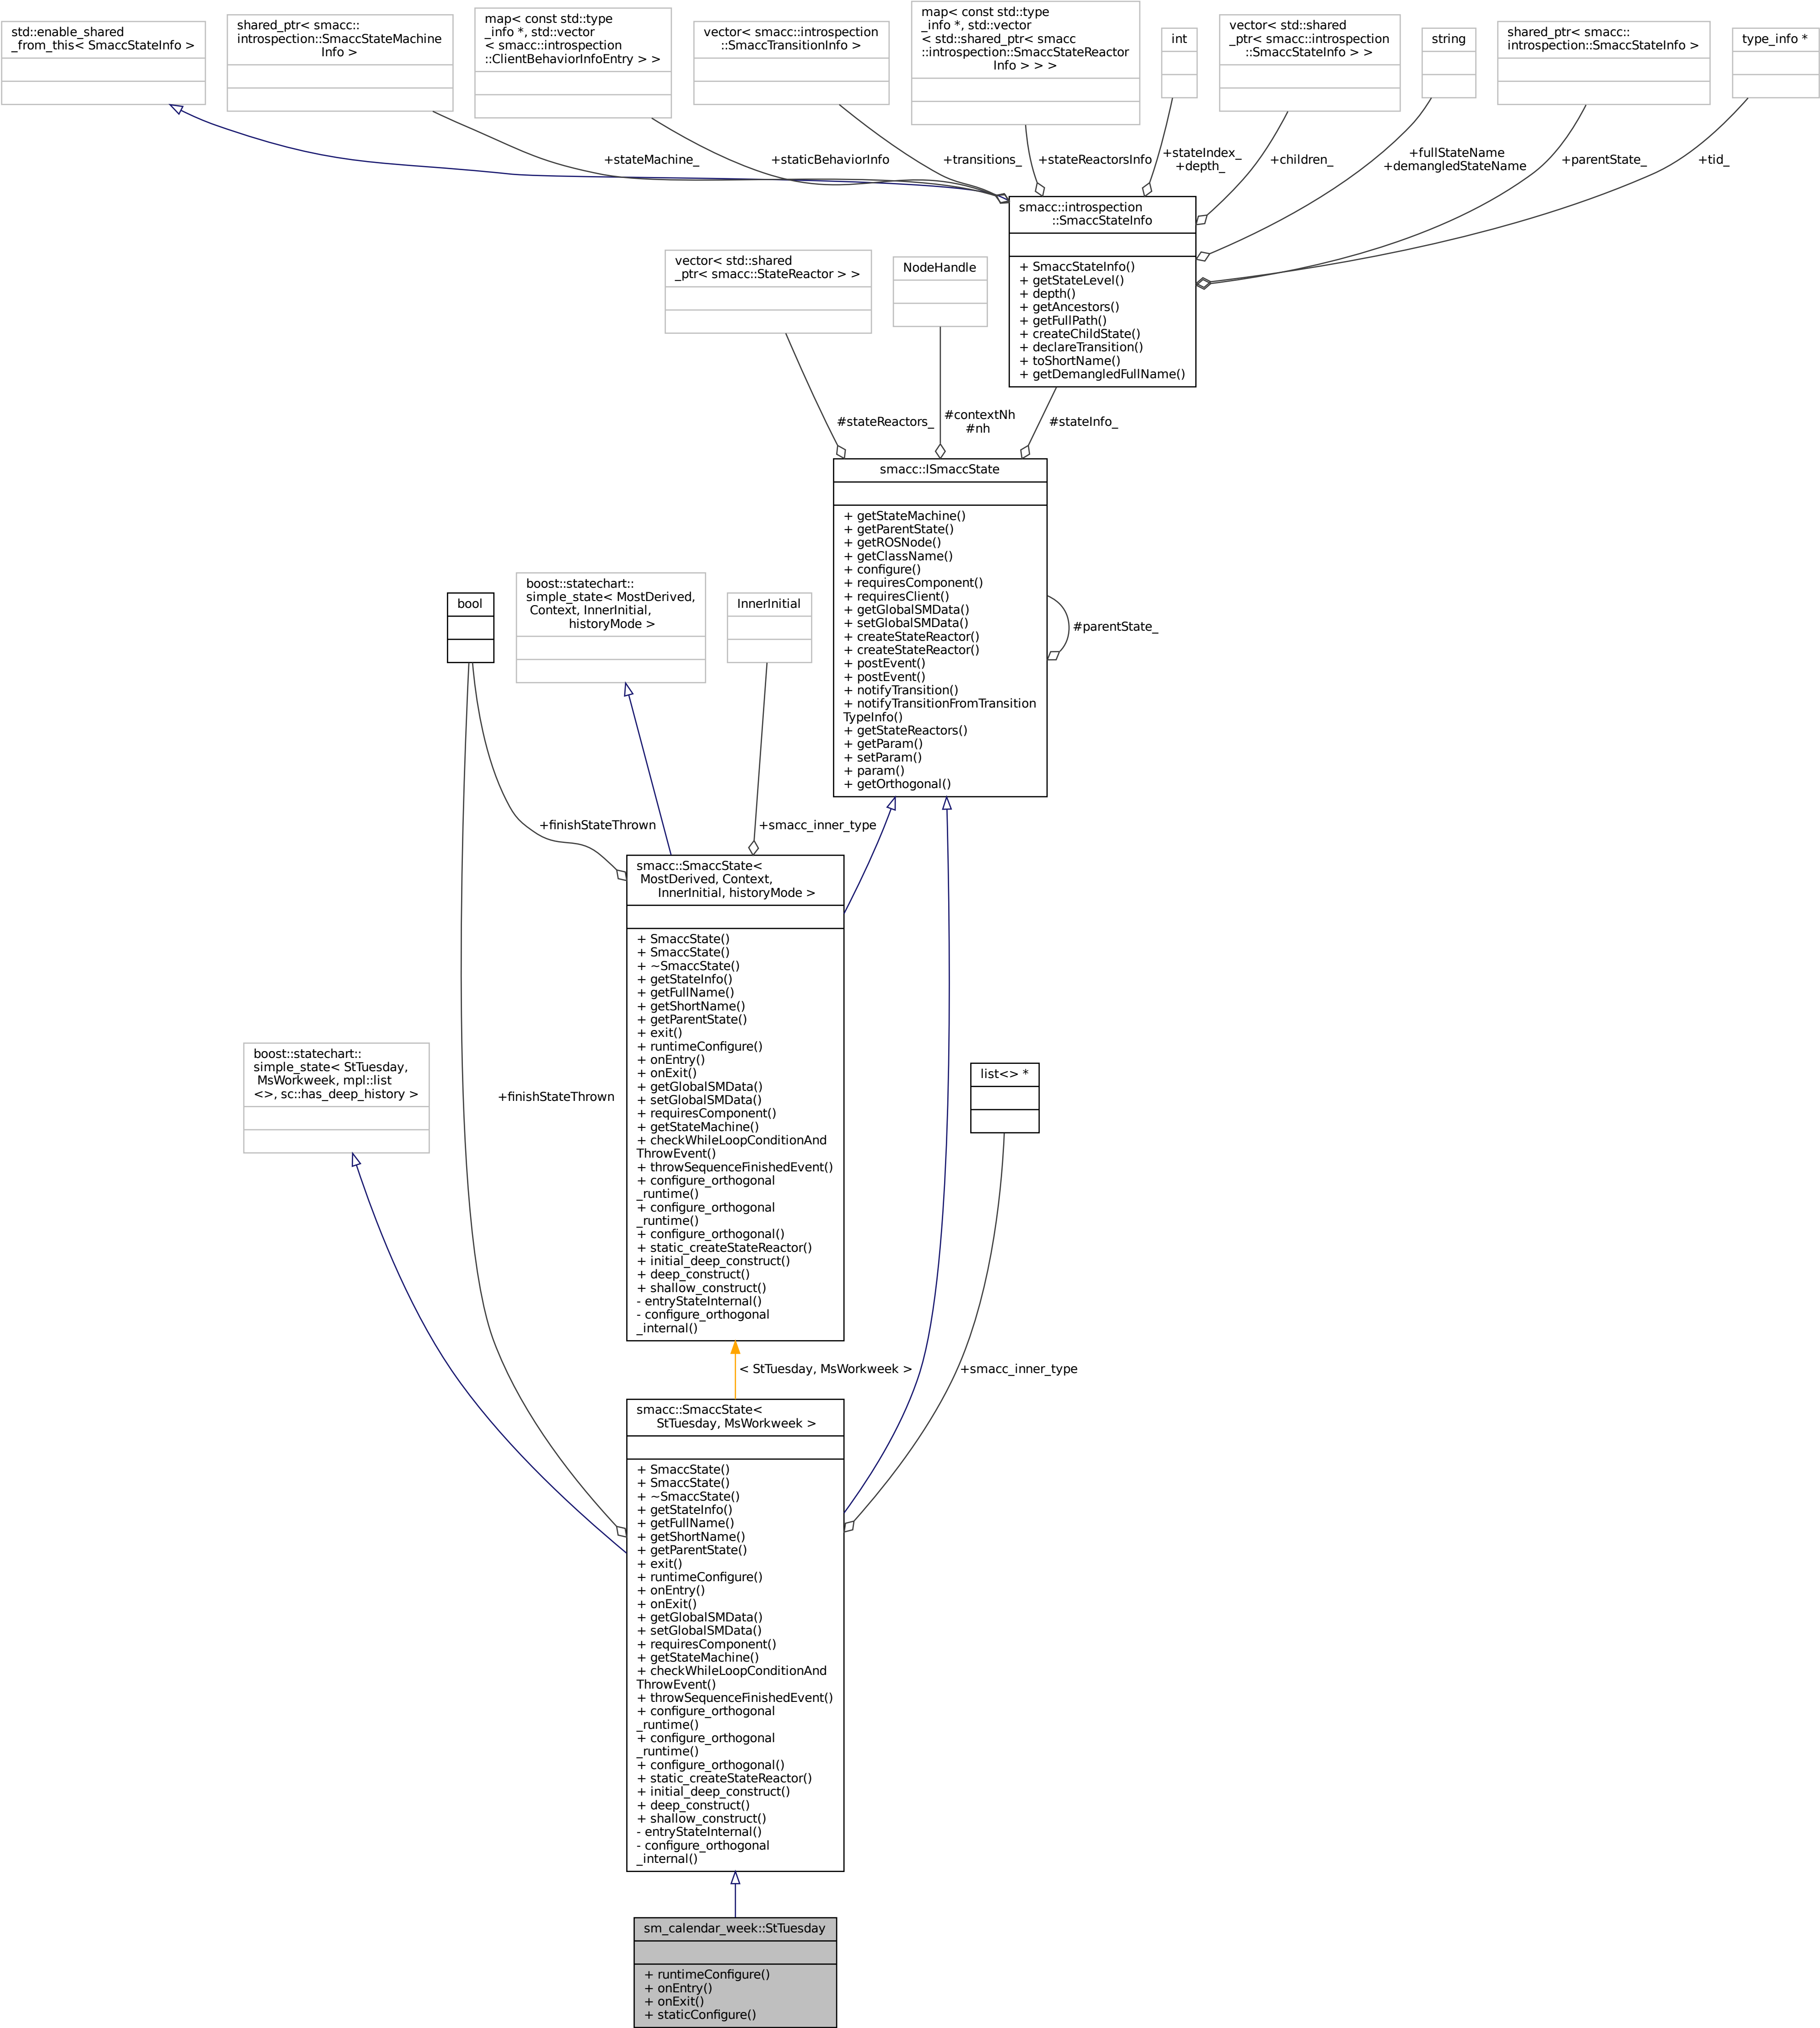 std::enable_shared
_from_this< SmaccStateInfo >
shared_ptr< smacc::
introspection::SmaccStateMachine
Info >
map< const std::type
_info *, std::vector
< smacc::introspection
::ClientBehaviorInfoEntry > >
vector< smacc::introspection
::SmaccTransitionInfo >
map< const std::type
_info *, std::vector
< std::shared_ptr< smacc
::introspection::SmaccStateReactor
Info > > >
int
vector< std::shared
_ptr< smacc::introspection
::SmaccStateInfo > >
string
shared_ptr< smacc::
introspection::SmaccStateInfo >
type_info *
+stateMachine_
+staticBehaviorInfo
+transitions_
+stateReactorsInfo
+stateIndex_
+depth_
+children_
+fullStateName
+demangledStateName
+parentState_
+tid_
smacc::introspection
::SmaccStateInfo
+ SmaccStateInfo()
+ getStateLevel()
+ depth()
+ getAncestors()
+ getFullPath()
+ createChildState()
+ declareTransition()
+ toShortName()
+ getDemangledFullName()
vector< std::shared
_ptr< smacc::StateReactor > >
NodeHandle
#stateReactors_
#contextNh
#nh
#stateInfo_
smacc::ISmaccState
+ getStateMachine()
+ getParentState()
+ getROSNode()
+ getClassName()
+ configure()
+ requiresComponent()
+ requiresClient()
+ getGlobalSMData()
+ setGlobalSMData()
+ createStateReactor()
+ createStateReactor()
+ postEvent()
+ postEvent()
+ notifyTransition()
+ notifyTransitionFromTransition
TypeInfo()
+ getStateReactors()
+ getParam()
+ setParam()
+ param()
+ getOrthogonal()
#parentState_
bool
boost::statechart::
simple_state< MostDerived,
Context, InnerInitial,
historyMode >
InnerInitial
+finishStateThrown
+smacc_inner_type
smacc::SmaccState<
MostDerived, Context,
InnerInitial, historyMode >
+ SmaccState()
+ SmaccState()
+ ~SmaccState()
+ getStateInfo()
+ getFullName()
+ getShortName()
+ getParentState()
+ exit()
+ runtimeConfigure()
+ onEntry()
+ onExit()
+ getGlobalSMData()
+ setGlobalSMData()
+ requiresComponent()
+ getStateMachine()
+ checkWhileLoopConditionAnd
ThrowEvent()
+ throwSequenceFinishedEvent()
+ configure_orthogonal
_runtime()
+ configure_orthogonal
_runtime()
+ configure_orthogonal()
+ static_createStateReactor()
+ initial_deep_construct()
+ deep_construct()
+ shallow_construct()
- entryStateInternal()
- configure_orthogonal
_internal()
boost::statechart::
simple_state< StTuesday,
MsWorkweek, mpl::list
<>, sc::has_deep_history >
+finishStateThrown
list<> *
< StTuesday, MsWorkweek >
+smacc_inner_type
smacc::SmaccState<
StTuesday, MsWorkweek >
+ SmaccState()
+ SmaccState()
+ ~SmaccState()
+ getStateInfo()
+ getFullName()
+ getShortName()
+ getParentState()
+ exit()
+ runtimeConfigure()
+ onEntry()
+ onExit()
+ getGlobalSMData()
+ setGlobalSMData()
+ requiresComponent()
+ getStateMachine()
+ checkWhileLoopConditionAnd
ThrowEvent()
+ throwSequenceFinishedEvent()
+ configure_orthogonal
_runtime()
+ configure_orthogonal
_runtime()
+ configure_orthogonal()
+ static_createStateReactor()
+ initial_deep_construct()
+ deep_construct()
+ shallow_construct()
- entryStateInternal()
- configure_orthogonal
_internal()
sm_calendar_week::StTuesday
+ runtimeConfigure()
+ onEntry()
+ onExit()
+ staticConfigure()